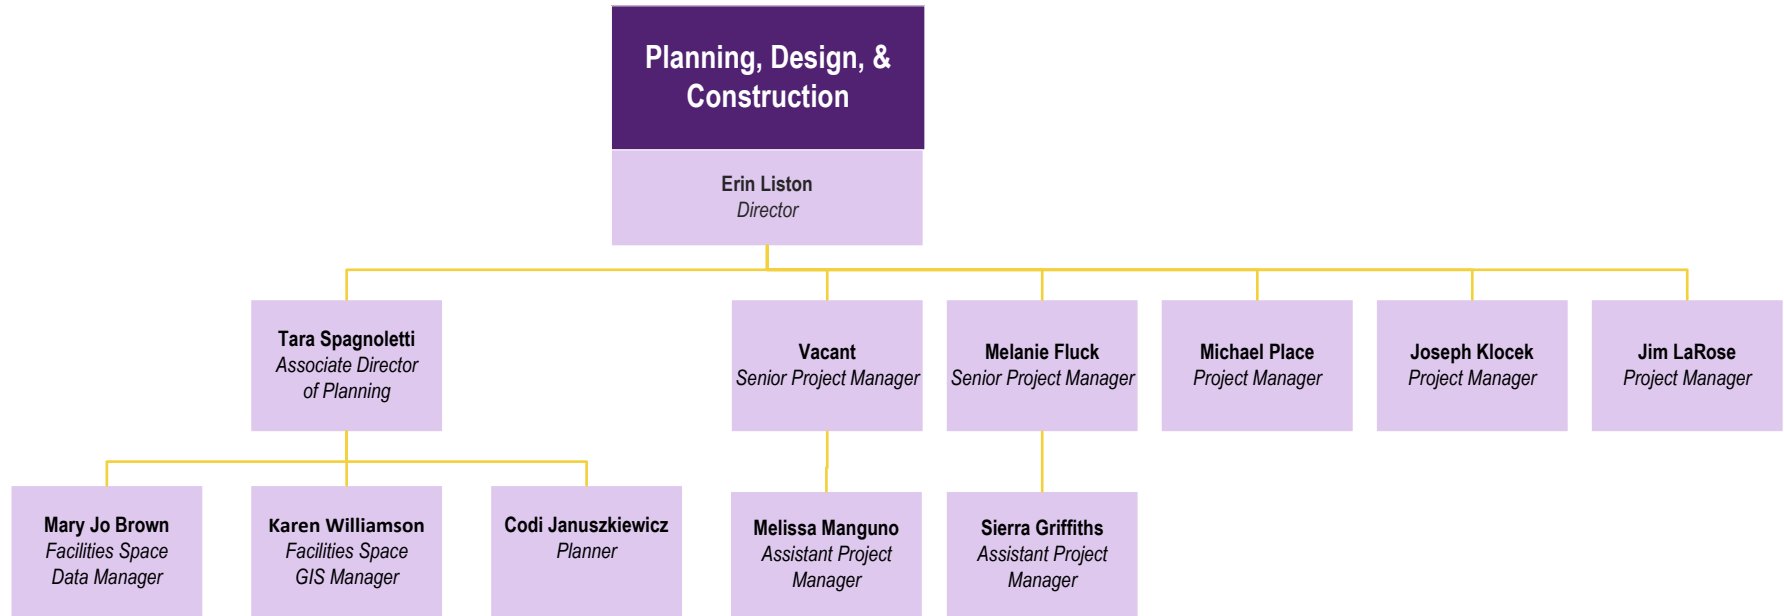 Planning, Design, &
Construction
Erin Liston
Director
Tara Spagnoletti
Associate Director
of Planning
Vacant
Senior Project Manager
Melanie Fluck
Senior Project Manager
Michael Place
Project Manager
Joseph Klocek
Project Manager
Jim LaRose
Project Manager
Mary Jo Brown
Facilities Space
Data Manager
Karen Williamson
Facilities Space
GIS Manager
Codi Januszkiewicz
Planner
Melissa Manguno
Assistant Project
Manager
Sierra Griffiths
Assistant Project
Manager